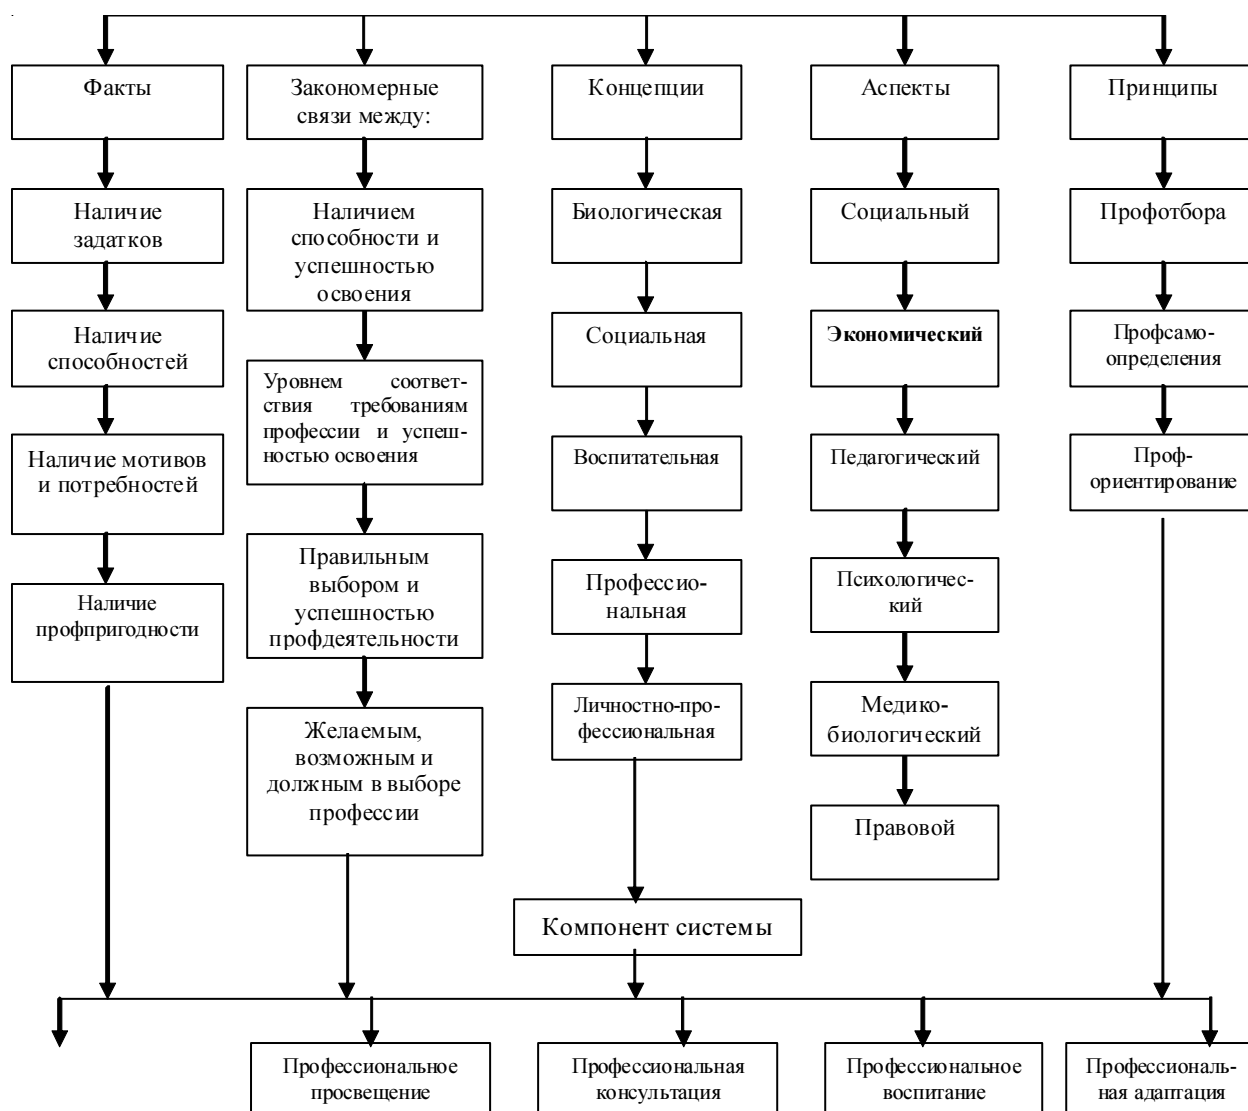 Факты
Закономерные
связи между:
Концепции
Аспекты
Принципы
Наличие
задатков
Наличием
способности и
успешностью
освоения
Биологическая
Социальный
Профотбора
Наличие
способностей
Социальная
Экономический
Профсамо-
определения
Уровнем соответ-
ствия требованиям
профессии и успеш-
ностью освоения
Наличие мотивов
и потребностей
Воспитательная
Педагогический
Проф-
ориентирование
Правильным
выбором и
успешностью
профдеятельности
Профессио-
нальная
Психологичес-
кий
Наличие
профпригодности
Желаемым,
возможным и
должным в выборе
профессии
Личностно-про-
фессиональная
Медико-
биологический
Правовой
Компонент системы
Профессиональное
просвещение
Профессиональная
консультация
Профессиональное
воспитание
Профессиональ-
ная адаптация